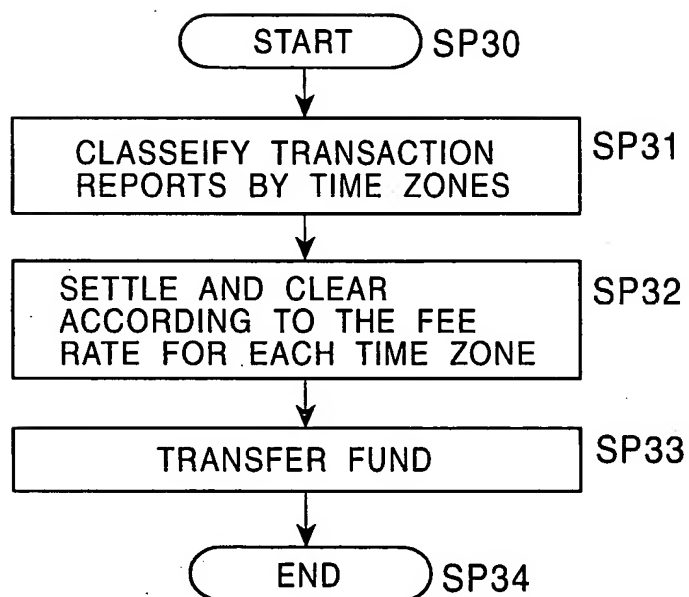 START SP30
CLASSEIFY TRANSACTION
REPORTS BY TIME ZONES
SP31
SETTLE AND CLEAR
ACCORDING TO THE FEE
RATE FOR EACH TIME ZONE
SP32
TRANSFER FUND SP33
END SP34